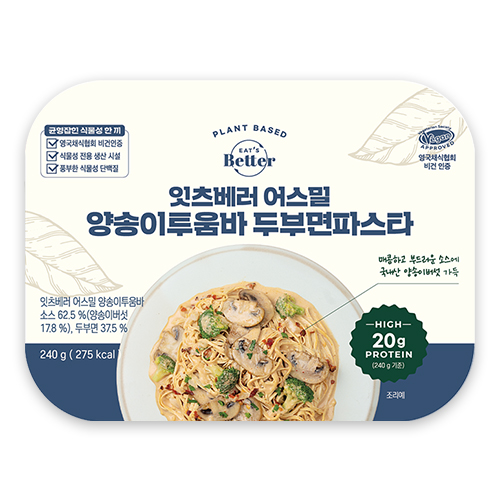 균형잡힌 식물성 한 끼
영국채식협회 비건인증
식물성 전용 생산 시설
풍부한 식물성 단백질
PLANT BASED
EAT'S
Better
Vegan
APPROVED
영국채식협회
비건 인증
잇츠베러 어스밀
양송이투움바 두부면파스타
매콤하고 부드러운 소스에
국내산 양송이버섯 가득
잇츠베러 어스밀 양송이투움바
소스 62.5 %(양송이버섯
17.8 %), 두부면 37.5 %
240 g ( 275 kcal )
HIGH
20g
PROTEIN
(240 g 기준)
조리예